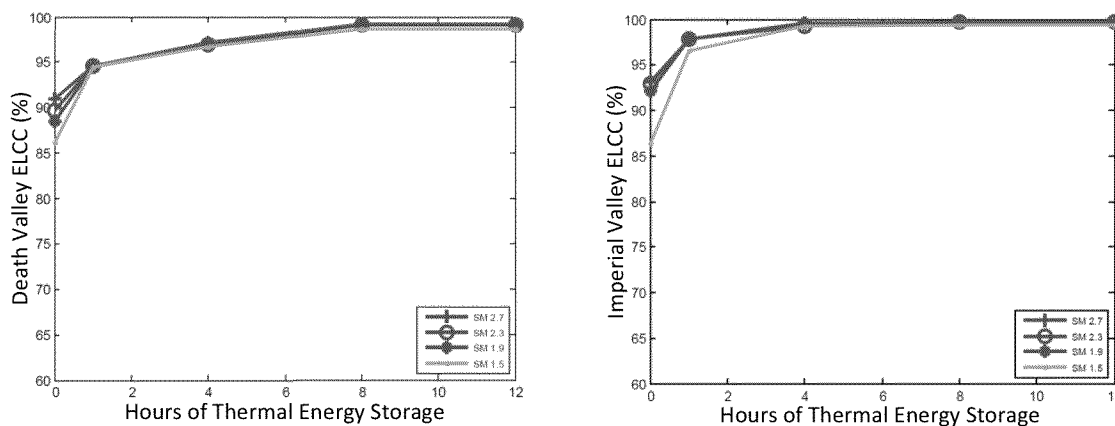 Death Valley ELCC (%)
100
95
90
85
80
75
70
65
60
0 2 4 6 8 10 12
Hours of Thermal Energy Storage
SM 2.7
SM 2.3
SM 1.9
SM 1.5
Imperial Valley ELCC (%)
100
95
90
85
80
75
70
65
60
0 2 4 6 8 10 1
Hours of Thermal Energy Storage
SM 2.7
SM 2.3
SM 1.9
SM 1.5